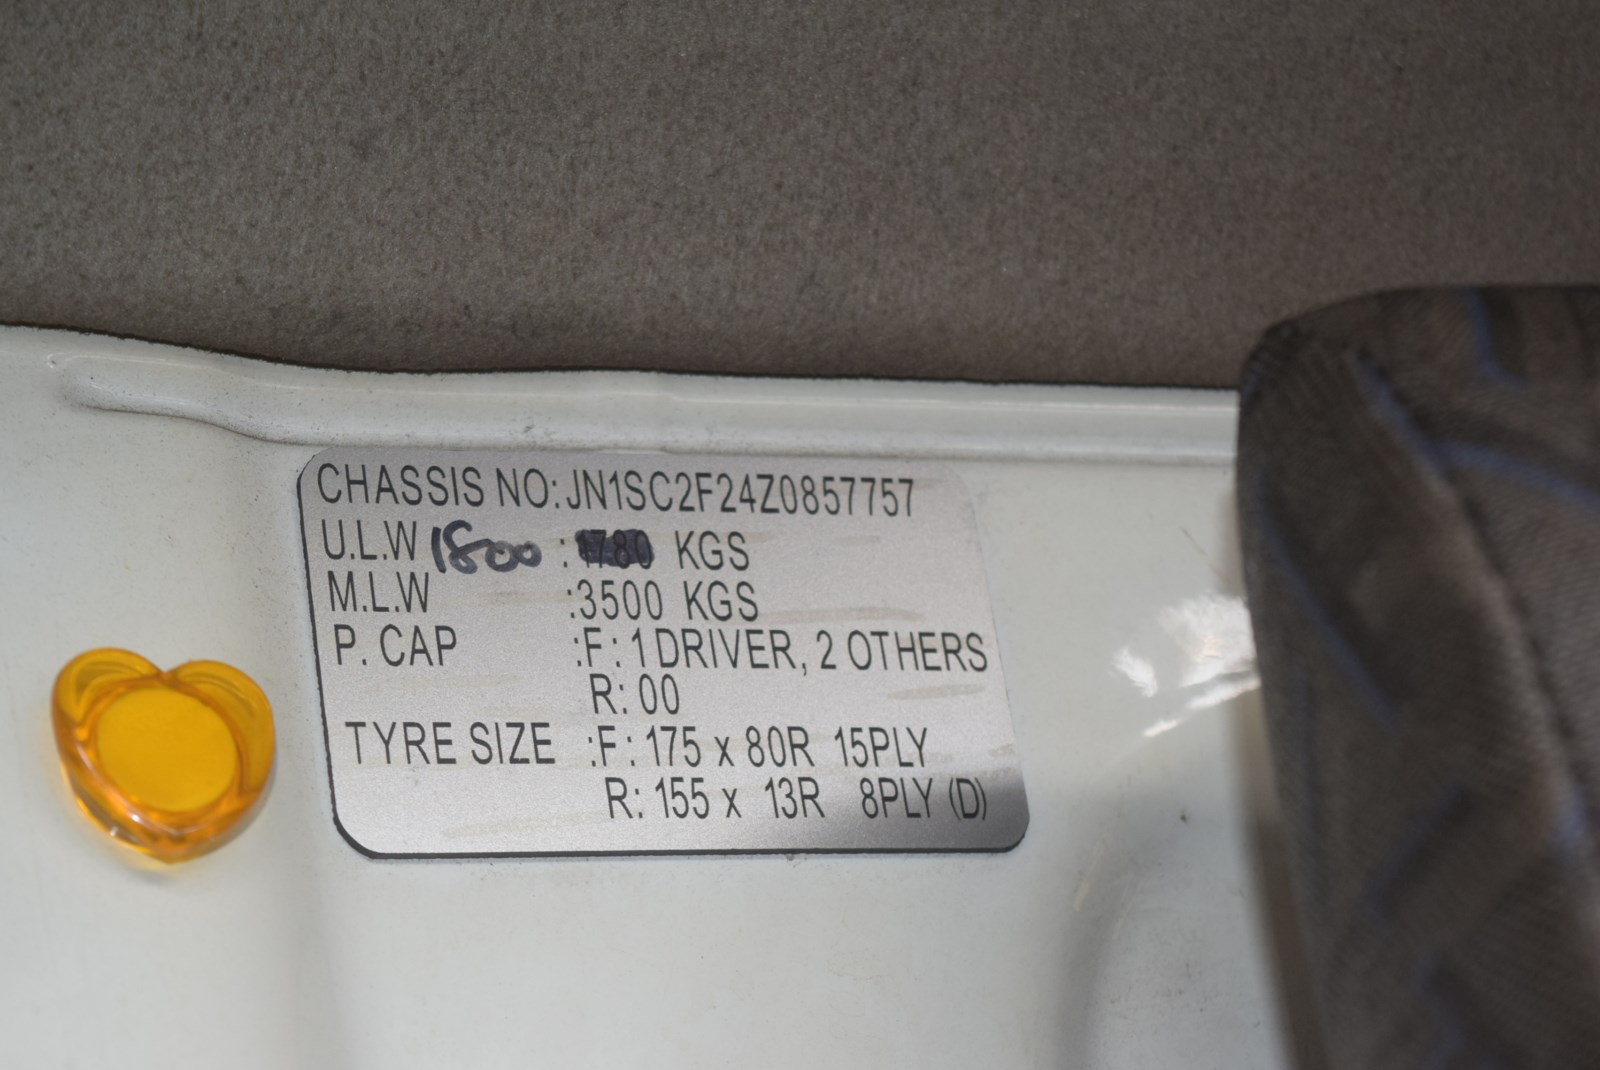 CHASSIS NO: JN1SC2F24Z0857757
U.L.W 1800 : 1780 KGS
M.L.W :3500 KGS
P. CAP :F : 1 DRIVER, 2 OTHERS
R: 00
TYRE SIZE :F : 175 x 80R 15PLY
R: 155 x 13R 8PLY (D)